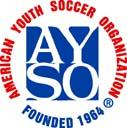 AMERICAN YOUTH SOCCER ORGANIZATION
AY
SO
FOUNDED 1964
®